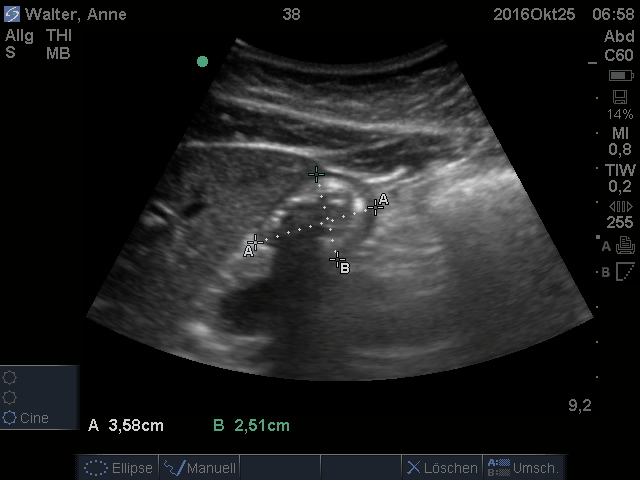 Walter, Anne 38 2016Okt25 06:58
Allg THI
S MB
Abd
C60
14%
MI
0,8
TIW
0,2
255
A
B
A
A
B
9,2
Cine
A 3,58cm B 2,51cm
Ellipse Manuell Löschen A: B: Umsch.